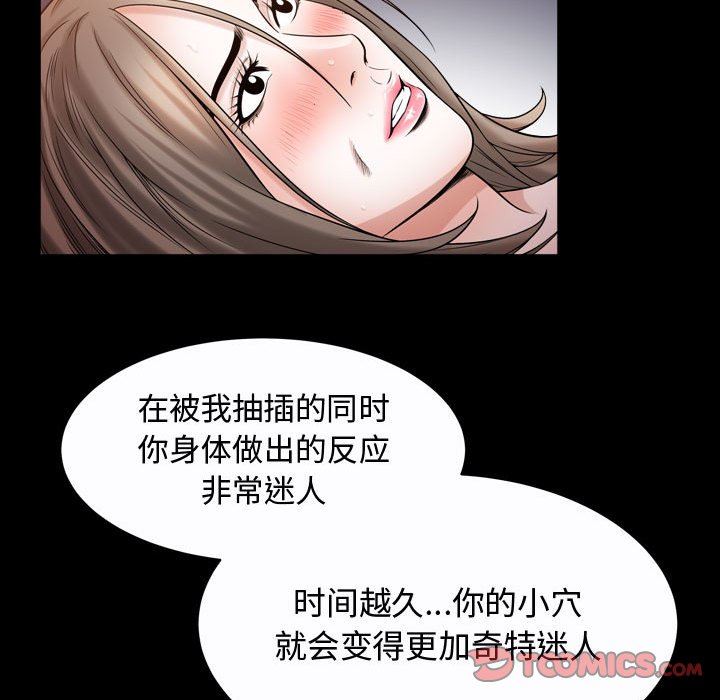 在被我抽插的同时
你身体做出的反应
非常迷人
时间越久...你的小穴
就会变得更加奇特迷人
DTCOMICS.COM